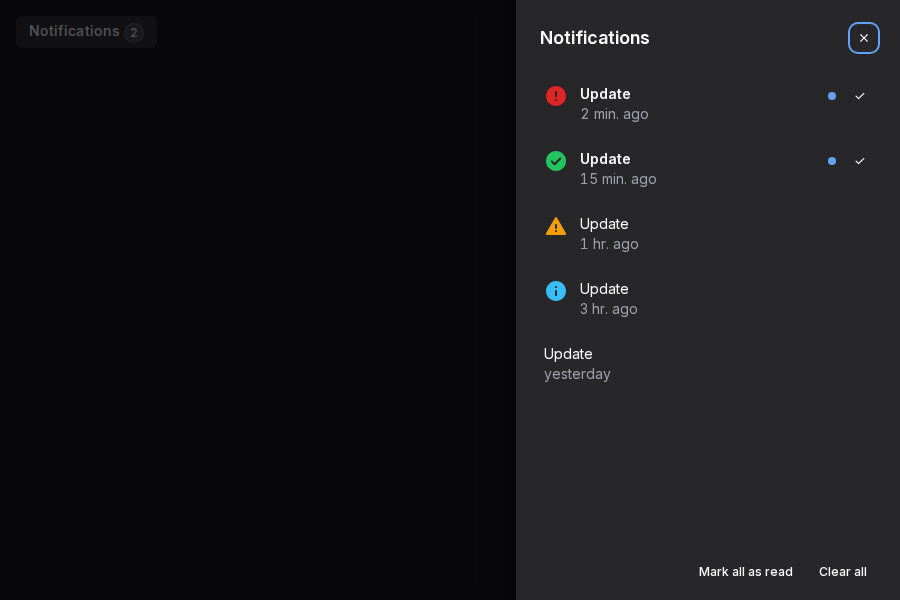 Notifications 2
Notifications
Update
2 min. ago
Update
15 min. ago
Update
1 hr. ago
Update
3 hr. ago
Update
yesterday
Mark all as read Clear all